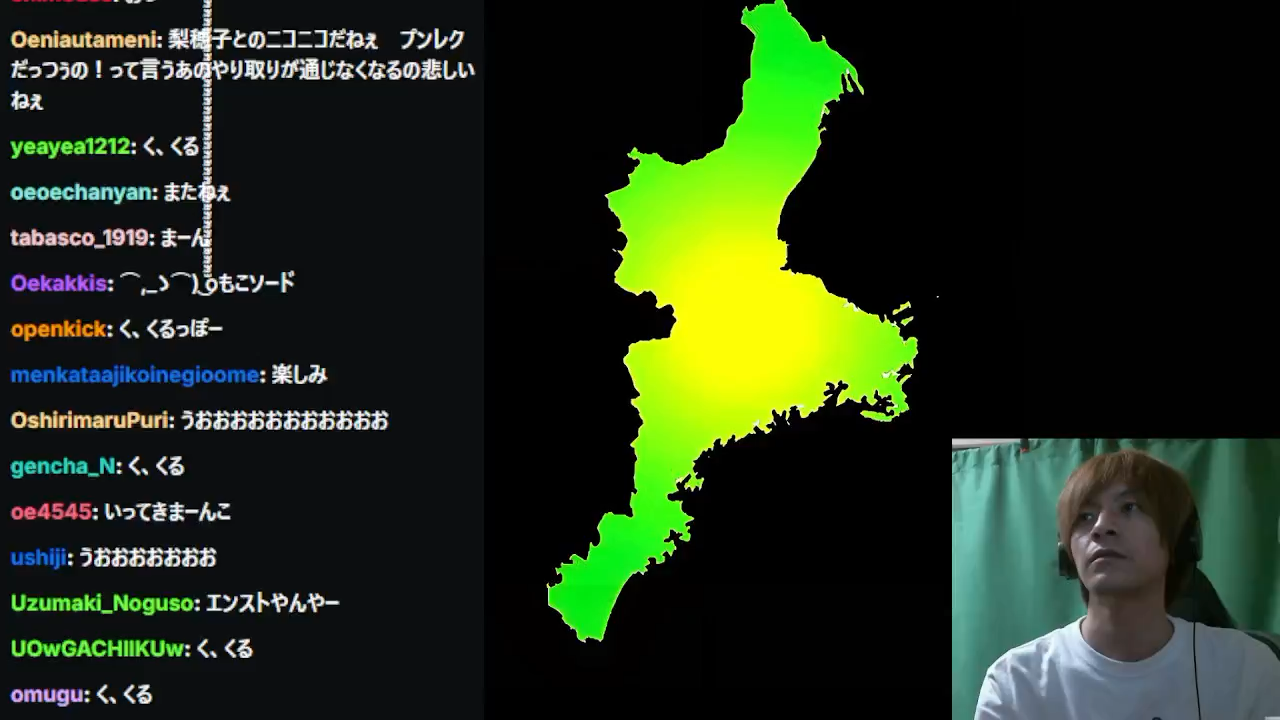 Oeniautameni: 梨穂子とのニコニコだねぇ　プンレク
だっつぅの！って言うあのやり取りが通じなくなるの悲しい
ねぇ
yeayea1212: く、くる
oeoechanyan: またねぇ
tabasco_1919: まーん
Oekakkis: もこソード
openkick: く、くるっぽー
menkataajikoinegioome: 楽しみ
OshirimaruPuri: うおおおおおおおおおおお
gencha_N: く、くる
oe4545: いってきまーんこ
ushiji: うおおおおおおお
Uzumaki_Noguso: エンストやんやー
UOwGACHIIKUw: く、くる
omugu: く、くる